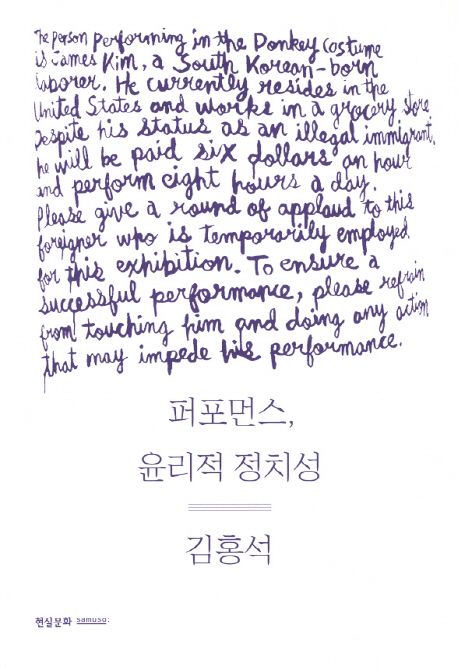 The Person Performing in the Donkey Costume
is James Kim, a South Korean-born
laborer. He currently resides in the
United States and works in a grocery store
Despite his status as an illegal immigrant,
he will be paid six dollars an hour
and perform eight hours a day.
Please give a round of applaud to this
foreigner who is temporarily employed
for this exhibition. To ensure a
successful performance, please refrain
from touching him and doing any action
that may impede his performance.
퍼포먼스,
윤리적 정치성
김홍석
현실문화 samuso: